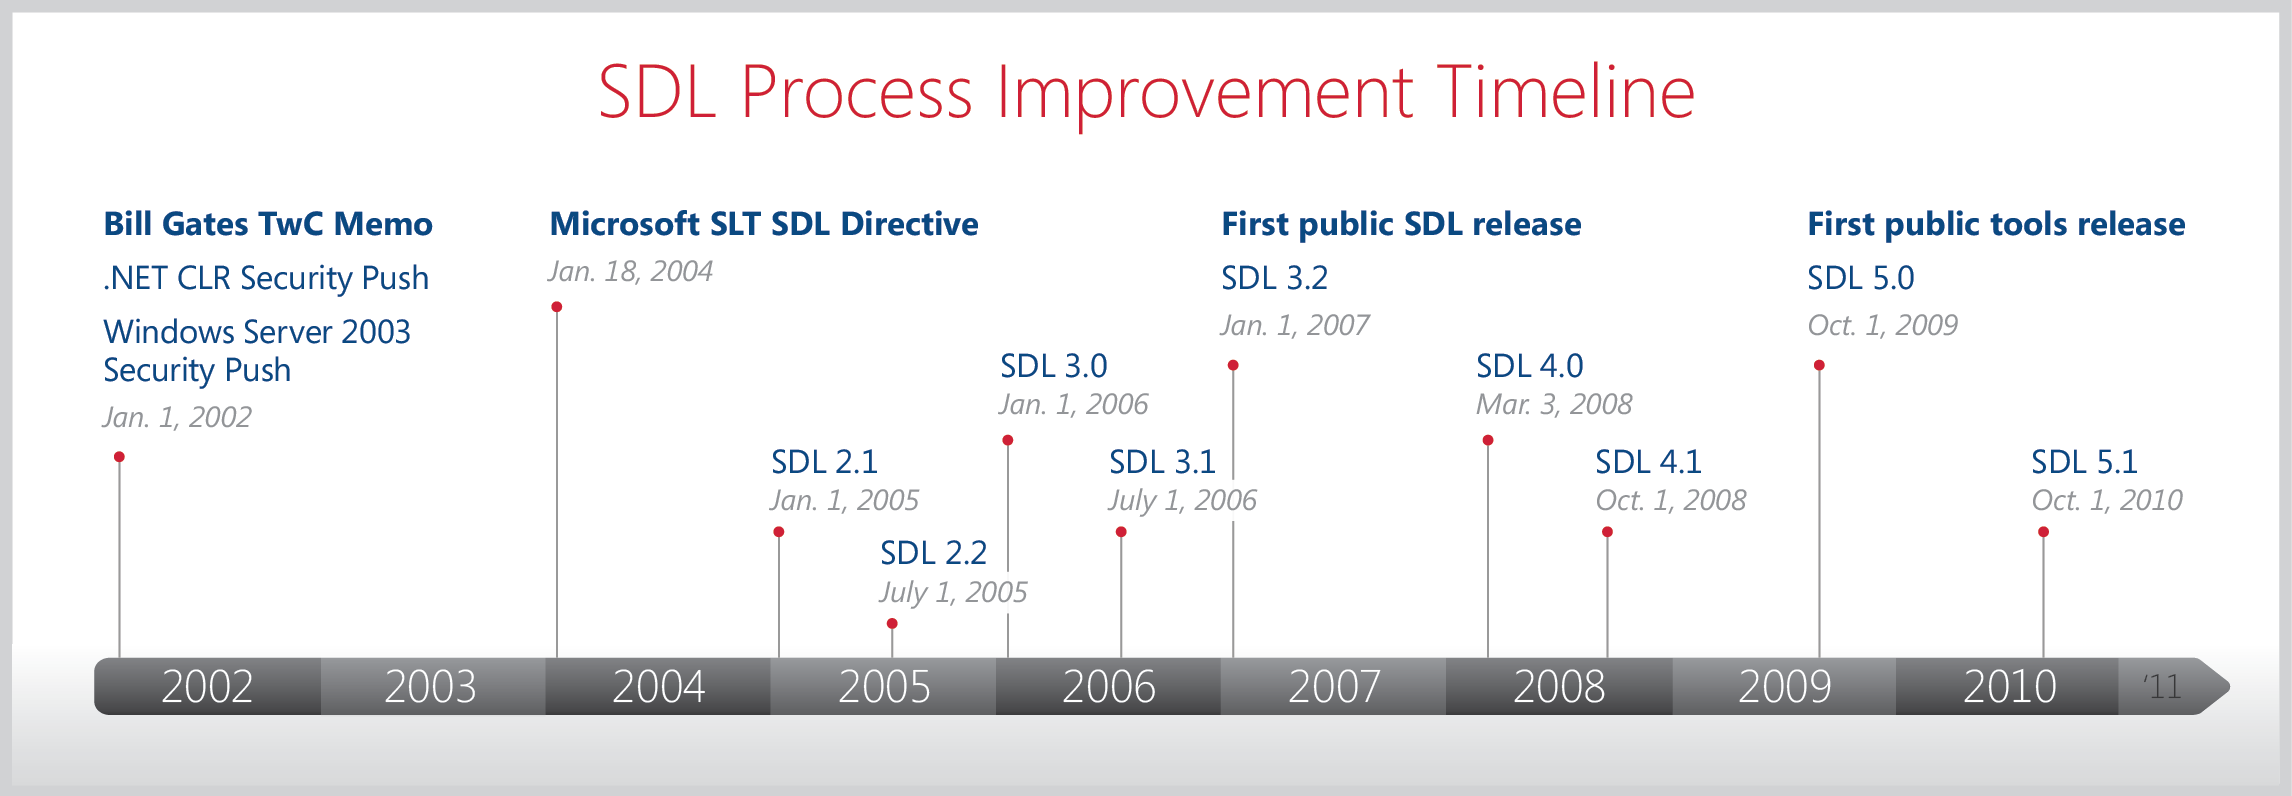 SDL Process Improvement Timeline
Bill Gates TwC Memo
.NET CLR Security Push
Windows Server 2003
Security Push
Jan. 1, 2002
Microsoft SLT SDL Directive
Jan. 18, 2004
SDL 2.1
Jan. 1, 2005
SDL 2.2
July 1, 2005
SDL 3.0
Jan. 1, 2006
SDL 3.1
July 1, 2006
First public SDL release
SDL 3.2
Jan. 1, 2007
SDL 4.0
Mar. 3, 2008
SDL 4.1
Oct. 1, 2008
First public tools release
SDL 5.0
Oct. 1, 2009
SDL 5.1
Oct. 1, 2010
2002 2003 2004 2005 2006 2007 2008 2009 2010 ‘11